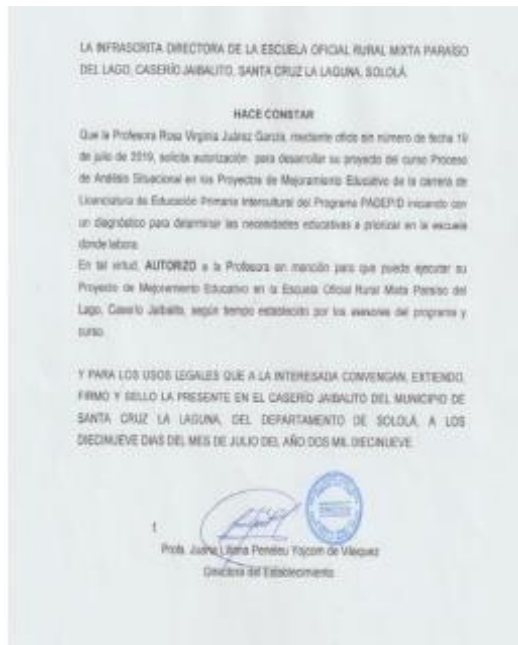 LA INFRASCRITA DIRECTORA DE LA ESCUELA OFICIAL RURAL MIXTA PARAÍSO
DEL LAGO, CASERÍO JAIBALITO, SANTA CRUZ LA LAGUNA, SOLOLÁ.
HACE CONSTAR
Que la Profesora Rosa Virginia Juárez García, mediante oficio sin número de fecha 19
de julio de 2019, solicita autorización para desarrollar su proyecto del curso Proceso
de Análisis Situacional en los Proyectos de Mejoramiento Educativo de la carrera de
Licenciatura de Educación Primaria Intercultural del Programa PADEP/D iniciando con
un diagnóstico para determinar las necesidades educativas a priorizar en la escuela
donde labora.
En tal virtud, AUTORIZO a la Profesora en mención para que pueda ejecutar su
Proyecto de Mejoramiento Educativo en la Escuela Oficial Rural Mixta Paraíso del
Lago, Caserío Jaibalito, según tiempo establecido por los asesores del programa y
curso.
Y PARA LOS USOS LEGALES QUE A LA INTERESADA CONVENGAN, EXTIENDO,
FIRMO Y SELLO LA PRESENTE EN EL CASERÍO JAIBALITO DEL MUNICIPIO DE
SANTA CRUZ LA LAGUNA, DEL DEPARTAMENTO DE SOLOLÁ, A LOS
DIECINUEVE DIAS DEL MES DE JULIO DEL AÑO DOS MIL DIECINUEVE.
f.
Profa. Juana Liliana Peneleu Yojcom de Vásquez
Directora del Establecimiento